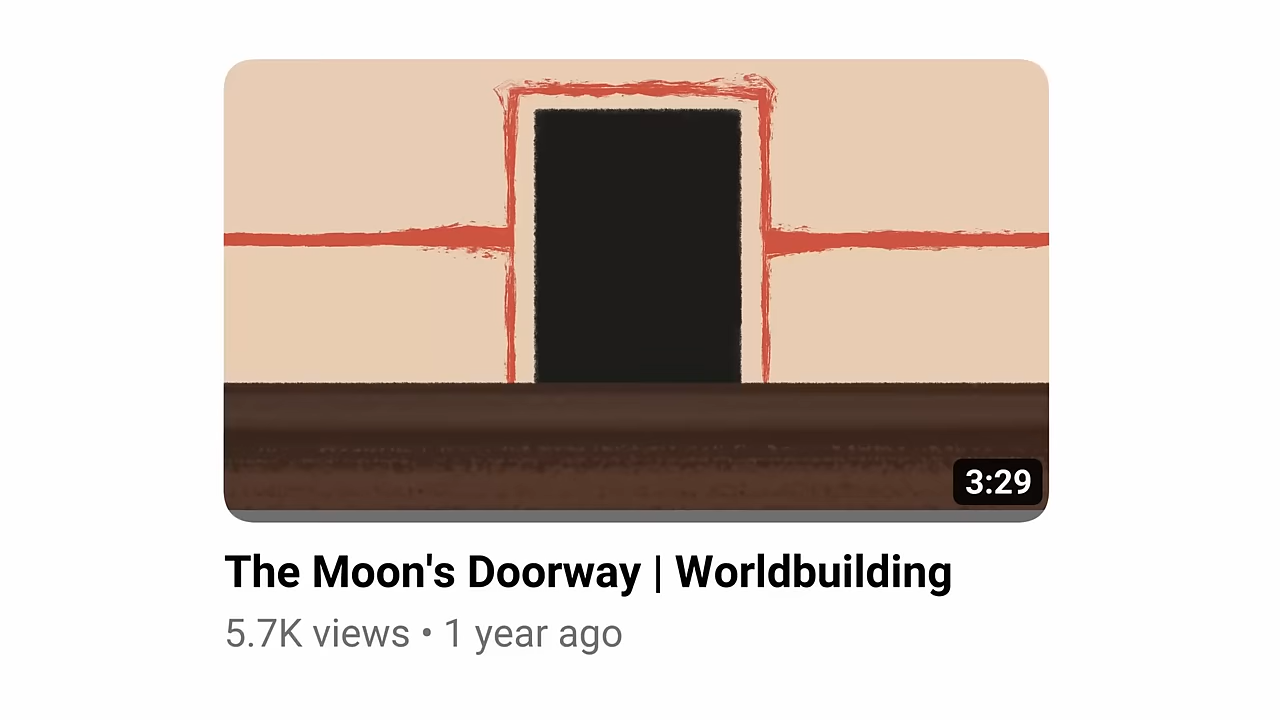 3:29
The Moon's Doorway | Worldbuilding
5.7K views • 1 year ago